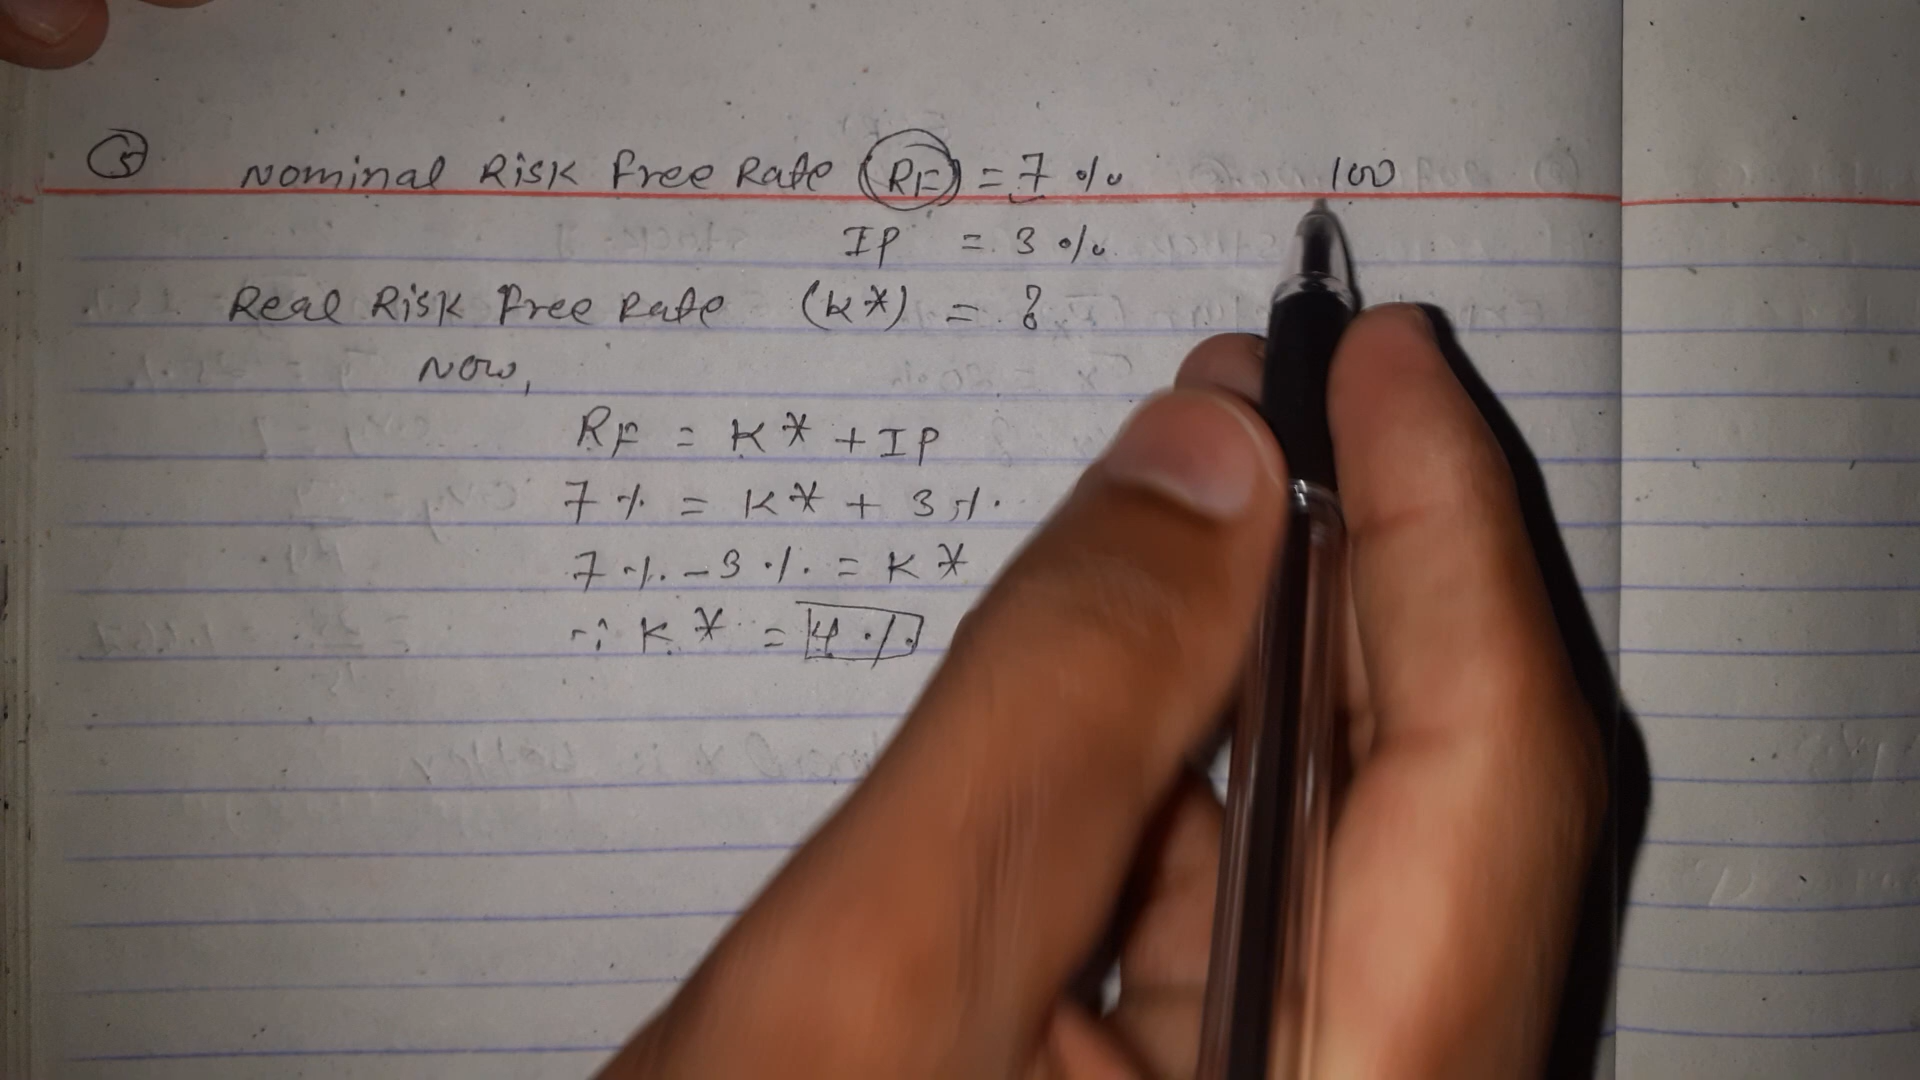 5 Nominal Risk free Rate (RF) = 7 % 100
IP = 3 %
Real Risk Free Rate (K*) = ?
Now,
RF = K* + IP
7% = K* + 3%
7% - 3% = K*
∴ K* = 4%